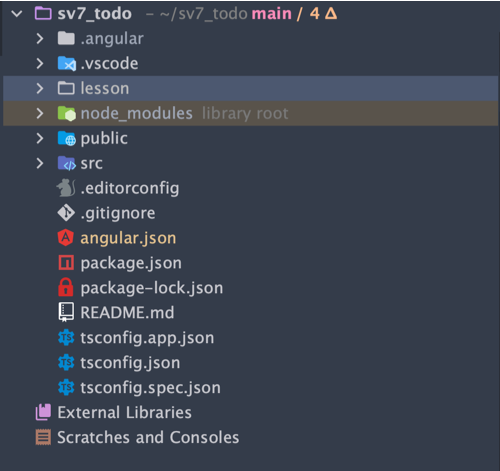 sv7_todo – ~/sv7_todo main / 4 Δ
.angular
.vscode
lesson
node_modules library root
public
src
.editorconfig
.gitignore
angular.json
package.json
package-lock.json
README.md
tsconfig.app.json
tsconfig.json
tsconfig.spec.json
External Libraries
Scratches and Consoles